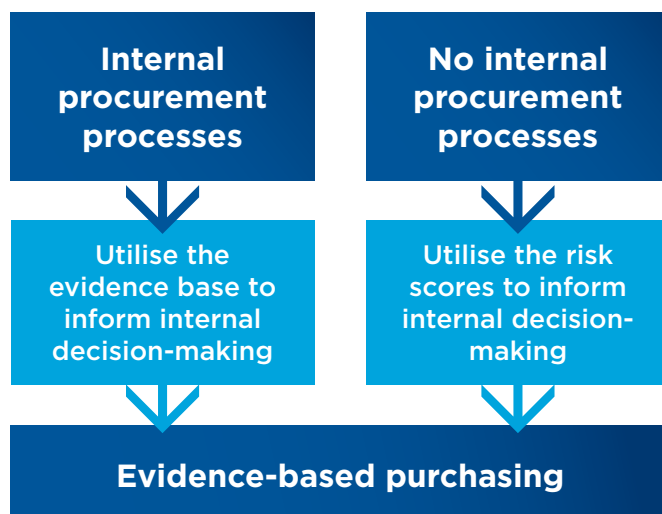 Internal
procurement
processes
No internal
procurement
processes
Utilise the
evidence base to
inform internal
decision-making
Utilise the risk
scores to inform
internal decision-
making
Evidence-based purchasing